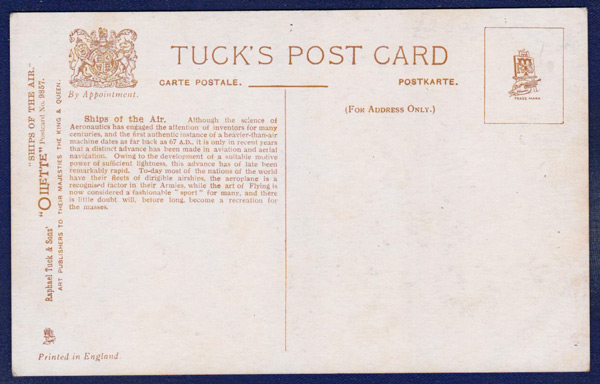 TUCK'S POST CARD
CARTE POSTALE.
POSTKARTE.
By Appointment.
(FOR ADDRESS ONLY.)
TRADE MARK
Ships of the Air. Although the science of
Aeronautics has engaged the attention of inventors for many
centuries, and the first authentic instance of a heavier-than-air
machine dates as far back as 67 A.D., it is only in recent years
that a distinct advance has been made in aviation and aerial
navigation. Owing to the development of a suitable motive
power of sufficient lightness, this advance has of late been
remarkably rapid. To-day most of the nations of the world
have their fleets of dirigible airships, the aeroplane is a
recognised factor in their Armies, while the art of Flying is
now considered a fashionable "sport" for many, and there
is little doubt will, before long, become a recreation for
the masses.
"SHIPS OF THE AIR."
Raphael Tuck & Sons' "OILETTE" Postcard No. 9857.
ART PUBLISHERS TO THEIR MAJESTIES THE KING & QUEEN.
Printed in England.